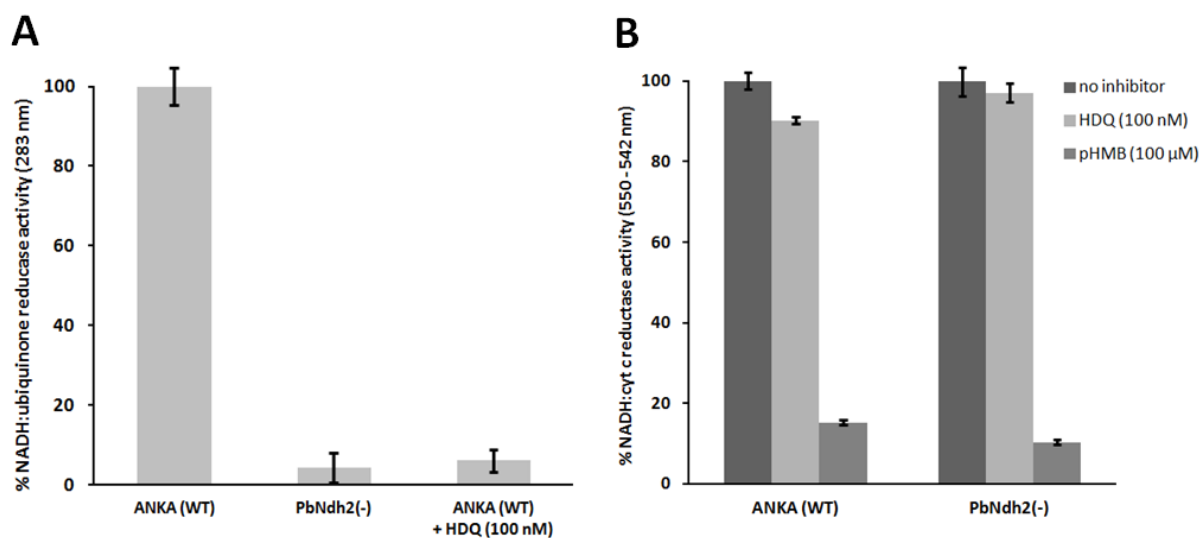 A
% NADH:ubiquinone reducase activity (283 nm)
100
80
60
40
20
0
ANKA (WT)
PbNdh2(-)
ANKA (WT)
+ HDQ (100 nM)
B
% NADH:cyt c reductase activity (550 - 542 nm)
100
80
60
40
20
0
ANKA (WT)
PbNdh2(-)
no inhibitor
HDQ (100 nM)
pHMB (100 µM)